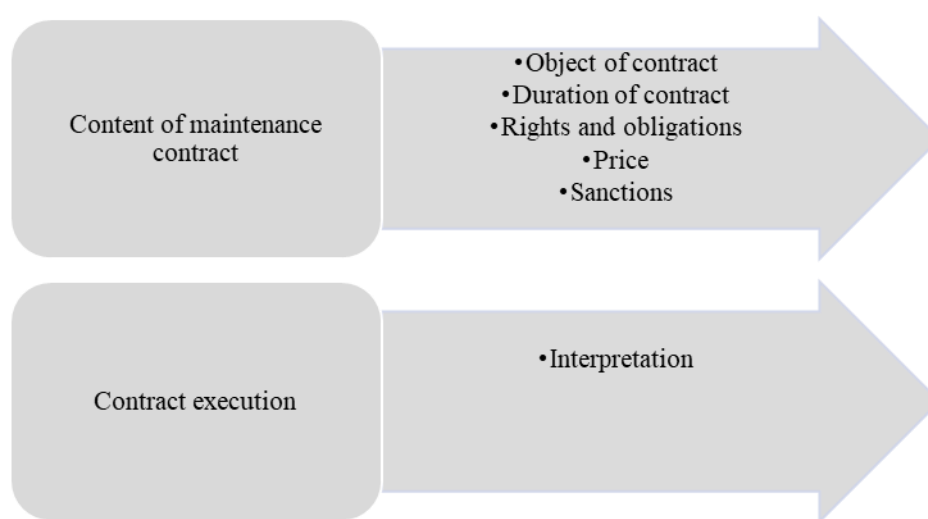 Content of maintenance
contract
•Object of contract
•Duration of contract
•Rights and obligations
•Price
•Sanctions
Contract execution
•Interpretation